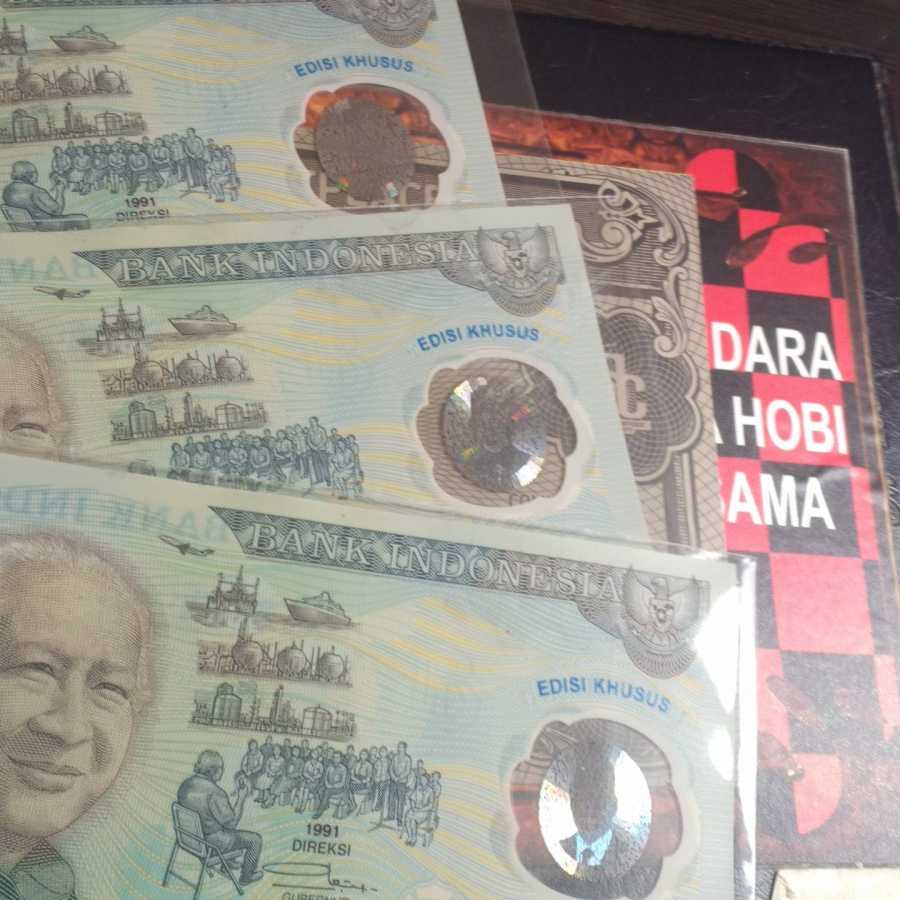 EDISI KHUSUS
1991
DIREKSI
BANK INDONESIA
EDISI KHUSUS
BANK INDONESIA
EDISI KHUSUS
1991
DIREKSI
DARA
HOBI
SAMA